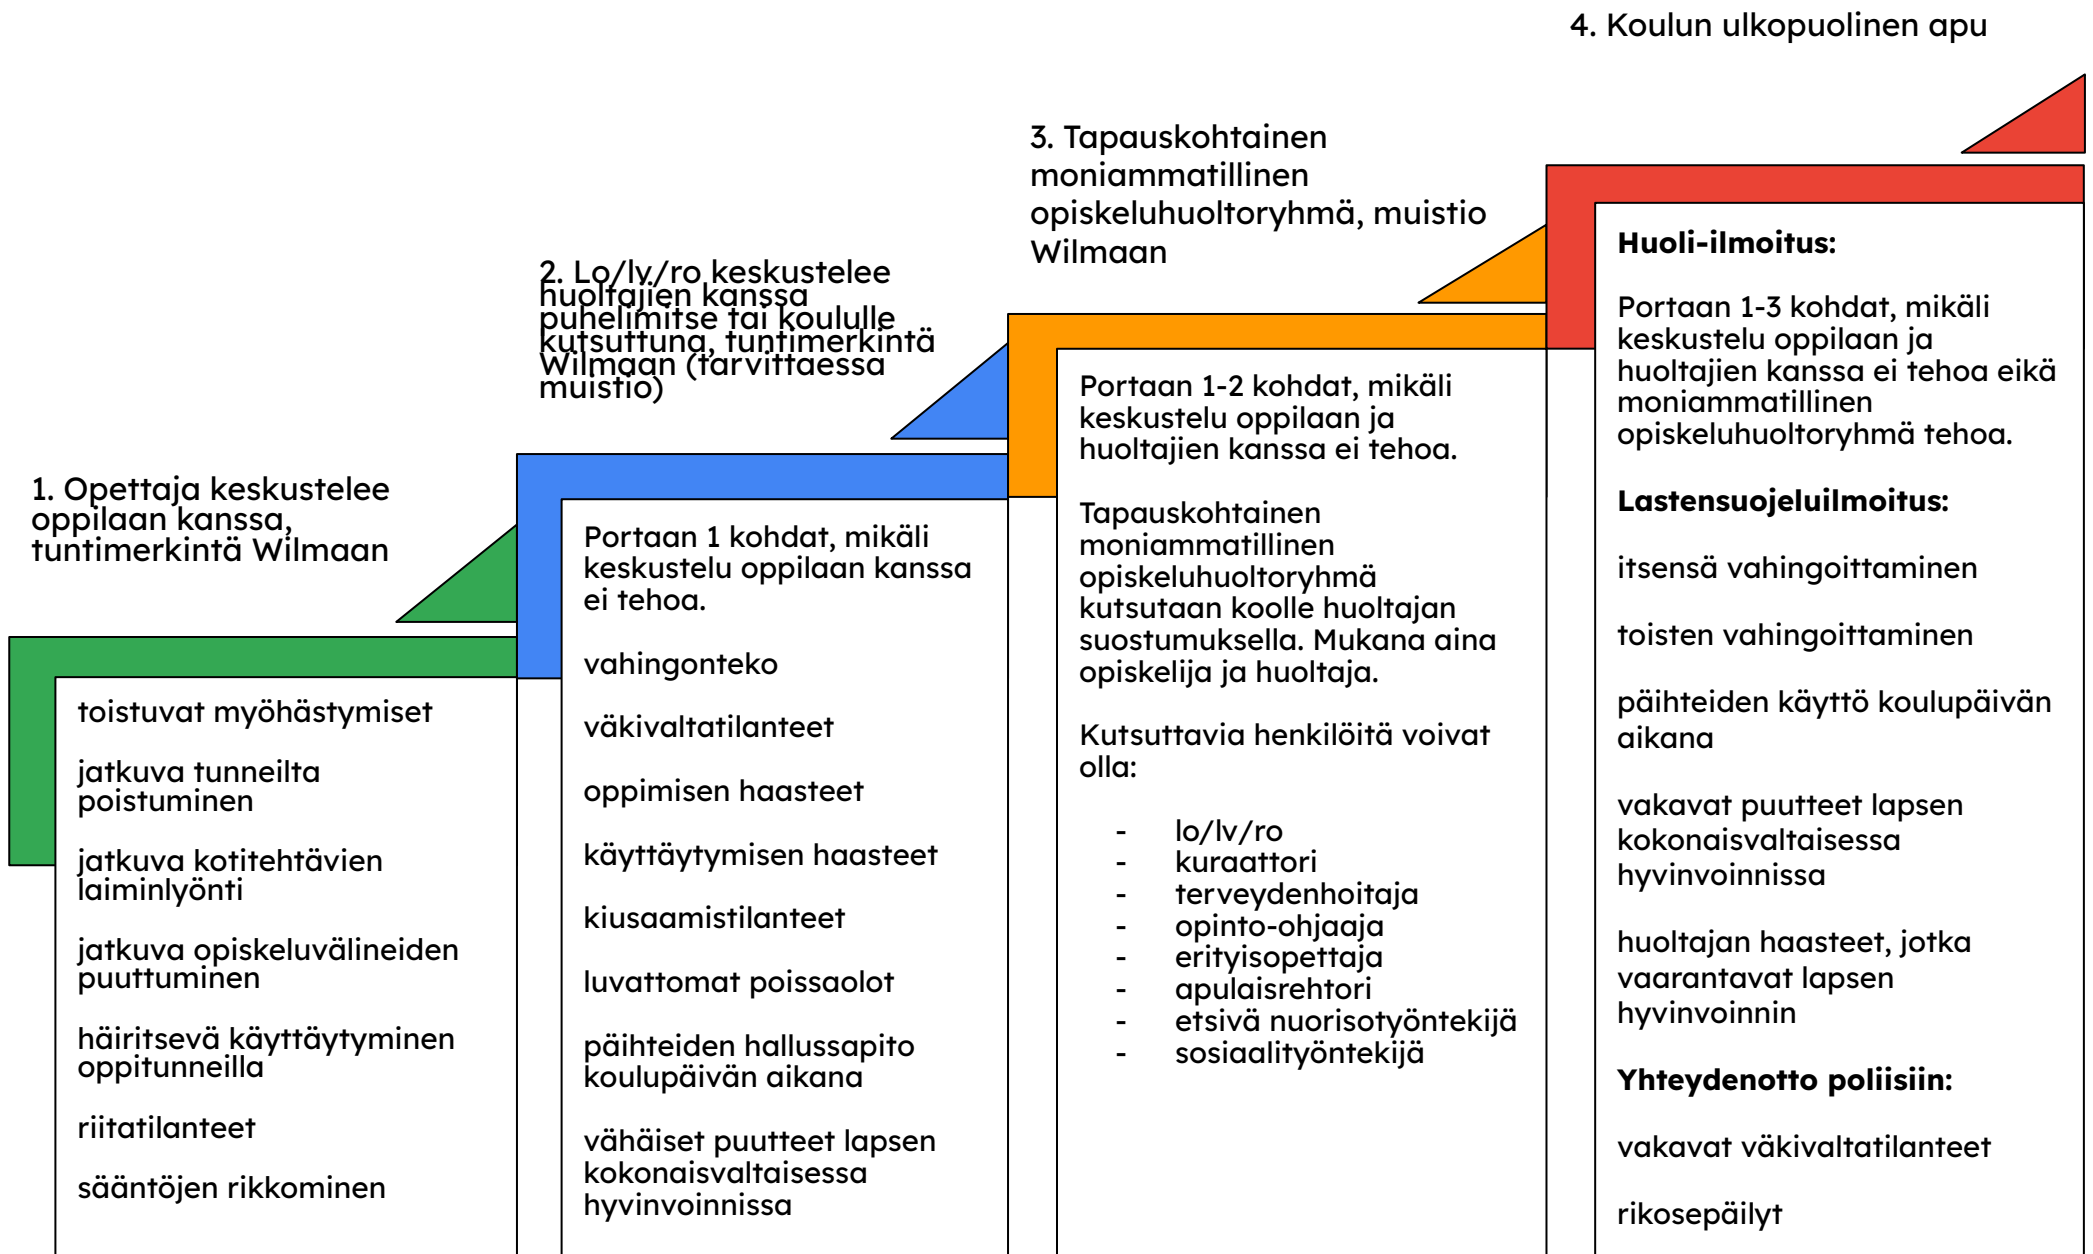 1. Opettaja keskustelee
oppilaan kanssa,
tuntimerkintä Wilmaan
toistuvat myöhästymiset
jatkuva tunneilta
poistuminen
jatkuva kotitehtävien
laiminlyönti
jatkuva opiskeluvälineiden
puuttuminen
häiritsevä käyttäytyminen
oppitunneilla
riitatilanteet
sääntöjen rikkominen
2. Lo/lv/ro keskustelee
huoltajien kanssa
puhelimitse tai koululle
kutsuttuna, tuntimerkintä
Wilmaan (tarvittaessa
muistio)
Portaan 1 kohdat, mikäli
keskustelu oppilaan kanssa
ei tehoa.
vahingonteko
väkivaltatilanteet
oppimisen haasteet
käyttäytymisen haasteet
kiusaamistilanteet
luvattomat poissaolot
päihteiden hallussapito
koulupäivän aikana
vähäiset puutteet lapsen
kokonaisvaltaisessa
hyvinvoinnissa
3. Tapauskohtainen
moniammatillinen
opiskeluhuoltoryhmä, muistio
Wilmaan
Portaan 1-2 kohdat, mikäli
keskustelu oppilaan ja
huoltajien kanssa ei tehoa.
Tapauskohtainen
moniammatillinen
opiskeluhuoltoryhmä
kutsutaan koolle huoltajan
suostumuksella. Mukana aina
opiskelija ja huoltaja.
Kutsuttavia henkilöitä voivat
olla:
- lo/lv/ro
- kuraattori
- terveydenhoitaja
- opinto-ohjaaja
- erityisopettaja
- apulaisrehtori
- etsivä nuorisotyöntekijä
- sosiaalityöntekijä
4. Koulun ulkopuolinen apu
Huoli-ilmoitus:
Portaan 1-3 kohdat, mikäli
keskustelu oppilaan ja
huoltajien kanssa ei tehoa eikä
moniammatillinen
opiskeluhuoltoryhmä tehoa.
Lastensuojeluilmoitus:
itsensä vahingoittaminen
toisten vahingoittaminen
päihteiden käyttö koulupäivän
aikana
vakavat puutteet lapsen
kokonaisvaltaisessa
hyvinvoinnissa
huoltajan haasteet, jotka
vaarantavat lapsen
hyvinvoinnin
Yhteydenotto poliisiin:
vakavat väkivaltatilanteet
rikosepäilyt